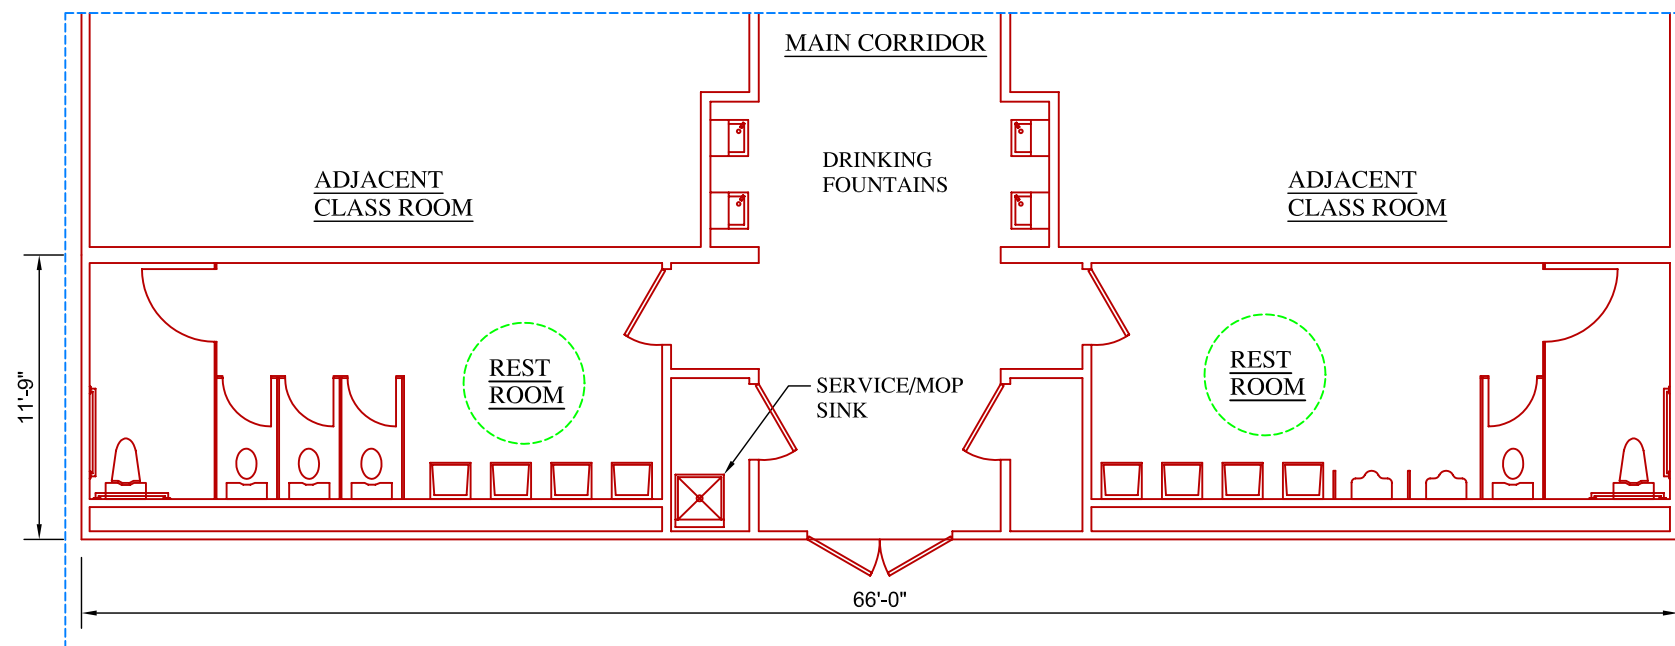 MAIN CORRIDOR
DRINKING
FOUNTAINS
ADJACENT
CLASS ROOM
ADJACENT
CLASS ROOM
REST
ROOM
SERVICE/MOP
SINK
REST
ROOM
11'-9"
66'-0"